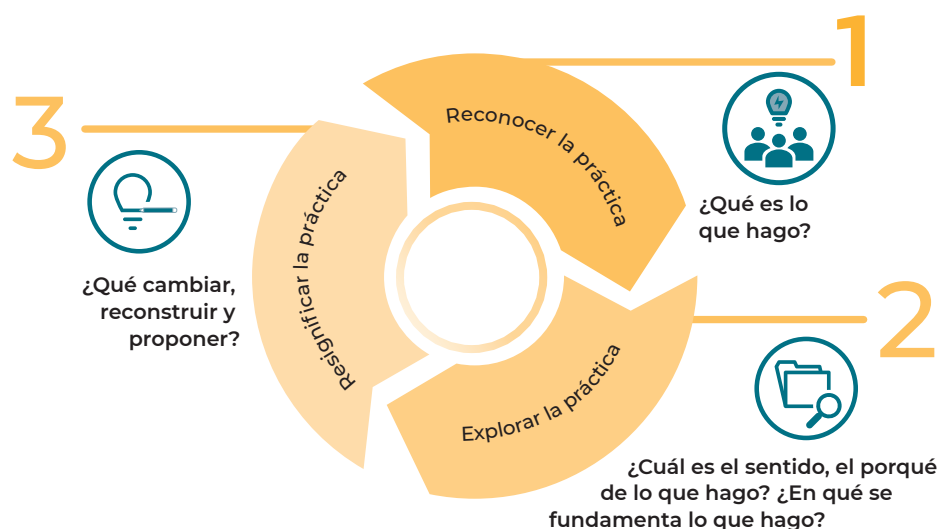 1
Reconocer la práctica
¿Qué es lo
que hago?
2
Explorar la práctica
¿Cuál es el sentido, el porqué
de lo que hago? ¿En qué se
fundamenta lo que hago?
3
Resignificar la práctica
¿Qué cambiar,
reconstruir y
proponer?